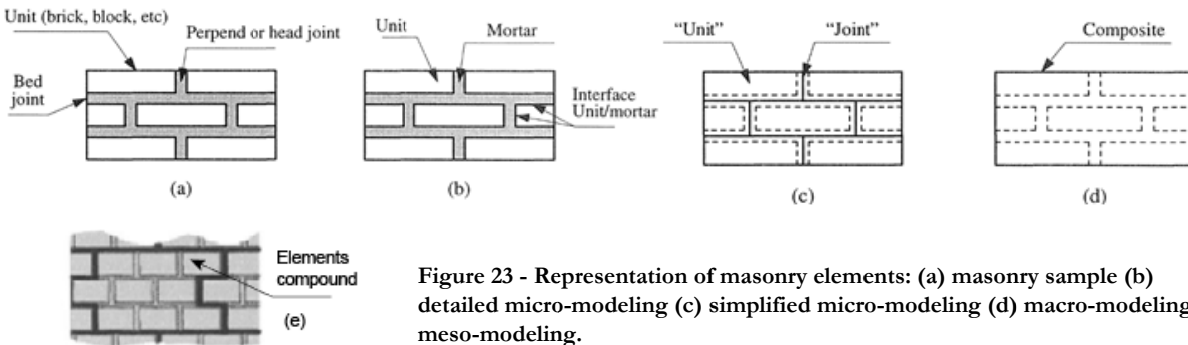 Unit (brick, block, etc)
Perpend or head joint
Bed
joint
(a)
Unit
Mortar
Interface
Unit/mortar
(b)
“Unit”
“Joint”
(c)
Composite
(d)
Elements
compound
(e)
Figure 23 - Representation of masonry elements: (a) masonry sample (b)
detailed micro-modeling (c) simplified micro-modeling (d) macro-modeling
meso-modeling.